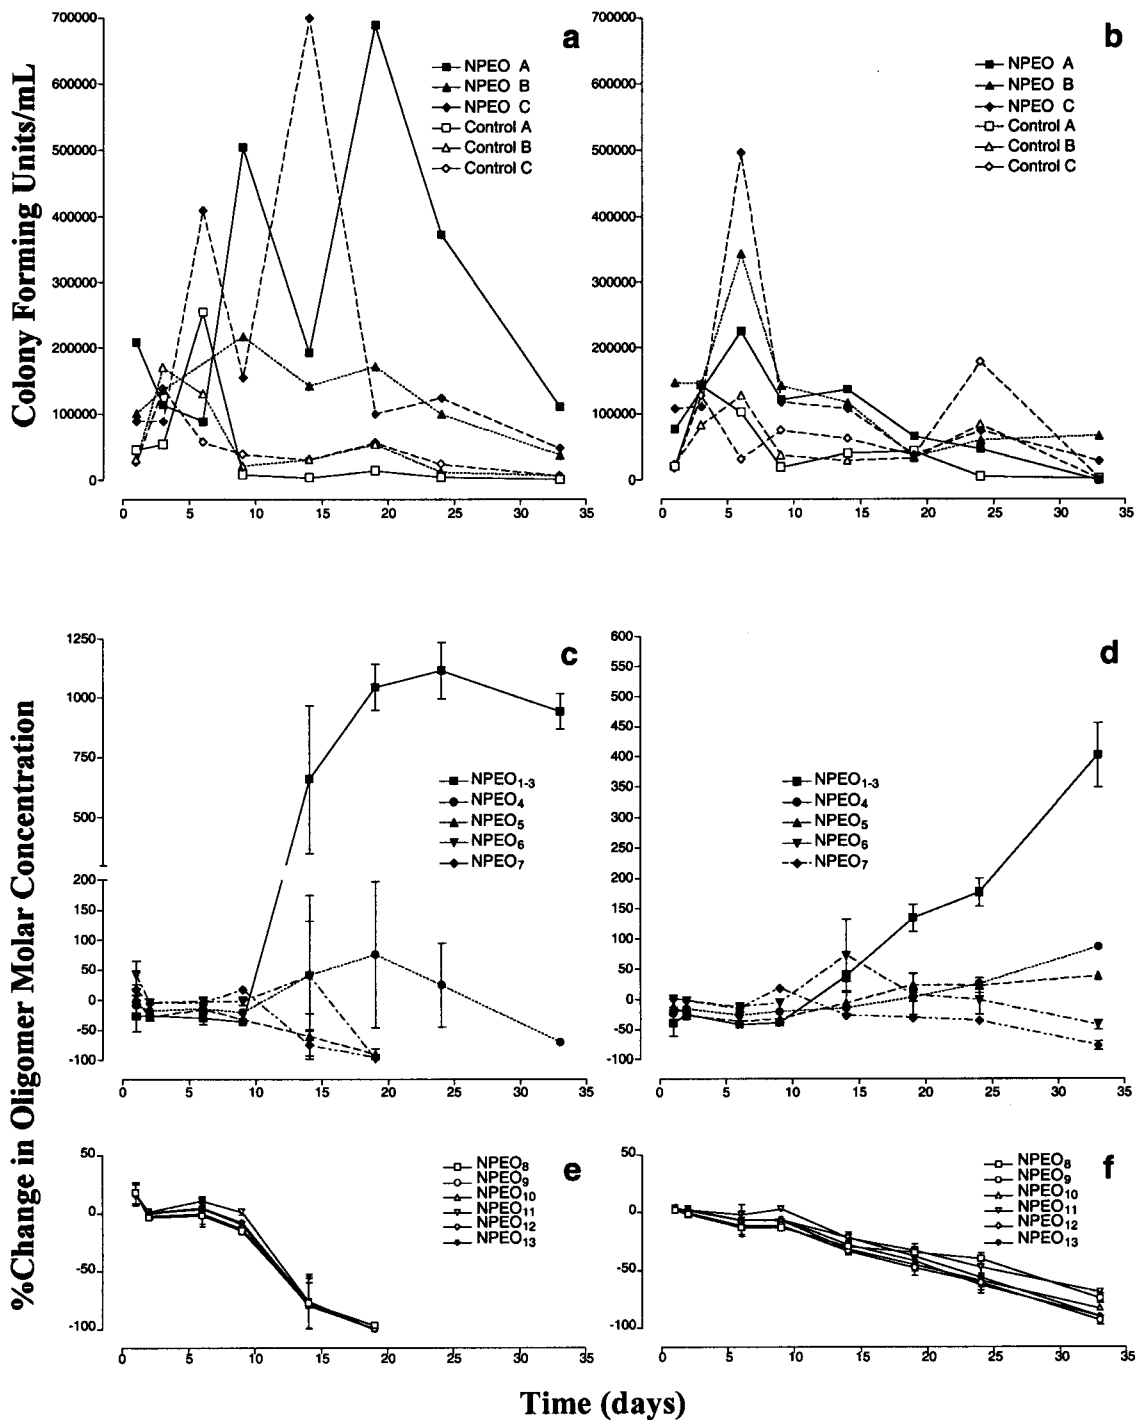 Colony Forming Units/mL
a
700000
600000
500000
400000
300000
200000
100000
0
NPEO A
NPEO B
NPEO C
Control A
Control B
Control C
0 5 10 15 20 25 30 35
b
700000
600000
500000
400000
300000
200000
100000
0
NPEO A
NPEO B
NPEO C
Control A
Control B
Control C
0 5 10 15 20 25 30 35
%Change in Oligomer Molar Concentration
c
1250
1000
750
500
200
150
100
50
0
-50
-100
NPEO1-3
NPEO4
NPEO5
NPEO6
NPEO7
0 5 10 15 20 25 30 35
d
600
550
500
450
400
350
300
250
200
150
100
50
0
-50
-100
NPEO1-3
NPEO4
NPEO5
NPEO6
NPEO7
0 5 10 15 20 25 30 35
e
50
0
-50
-100
NPEO8
NPEO9
NPEO10
NPEO11
NPEO12
NPEO13
0 5 10 15 20 25 30 35
f
50
0
-50
-100
NPEO8
NPEO9
NPEO10
NPEO11
NPEO12
NPEO13
0 5 10 15 20 25 30 35
Time (days)